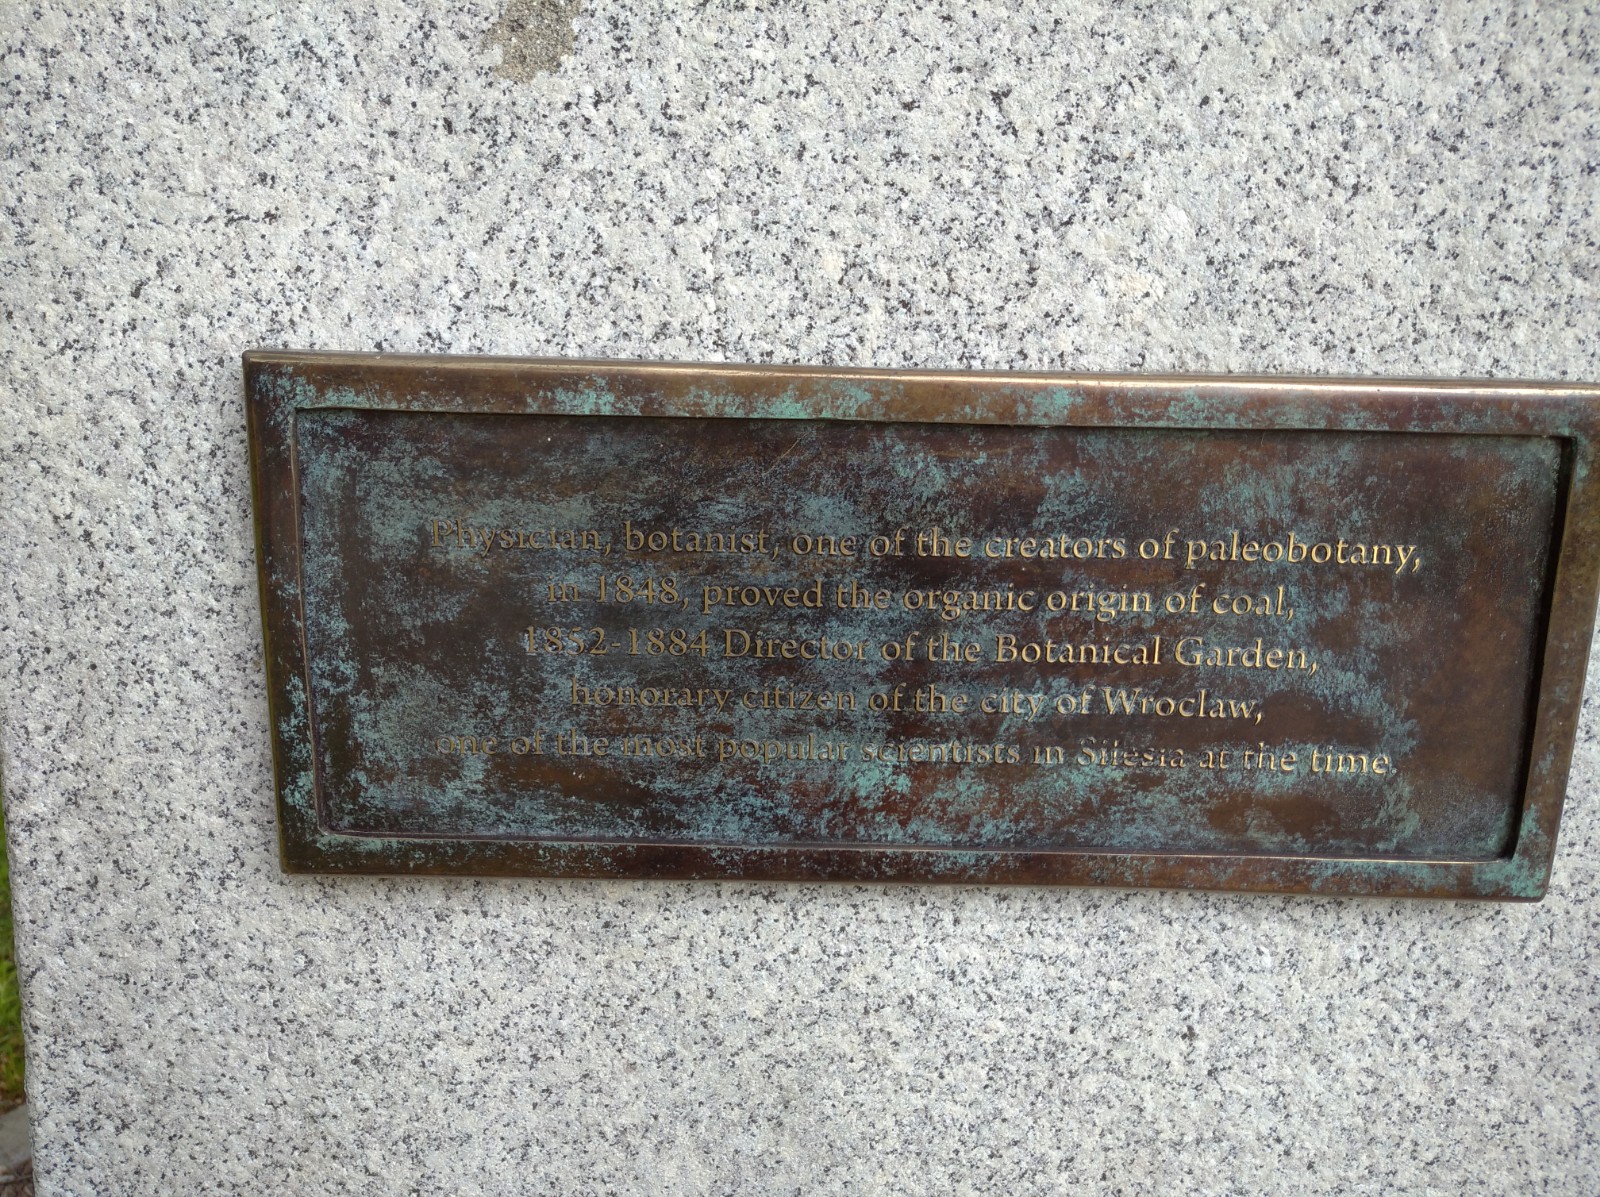 Physician, botanist, one of the creators of paleobotany,
in 1848, proved the organic origin of coal,
1852-1884 Director of the Botanical Garden,
honorary citizen of the city of Wroclaw,
one of the most popular scientists in Silesia at the time.